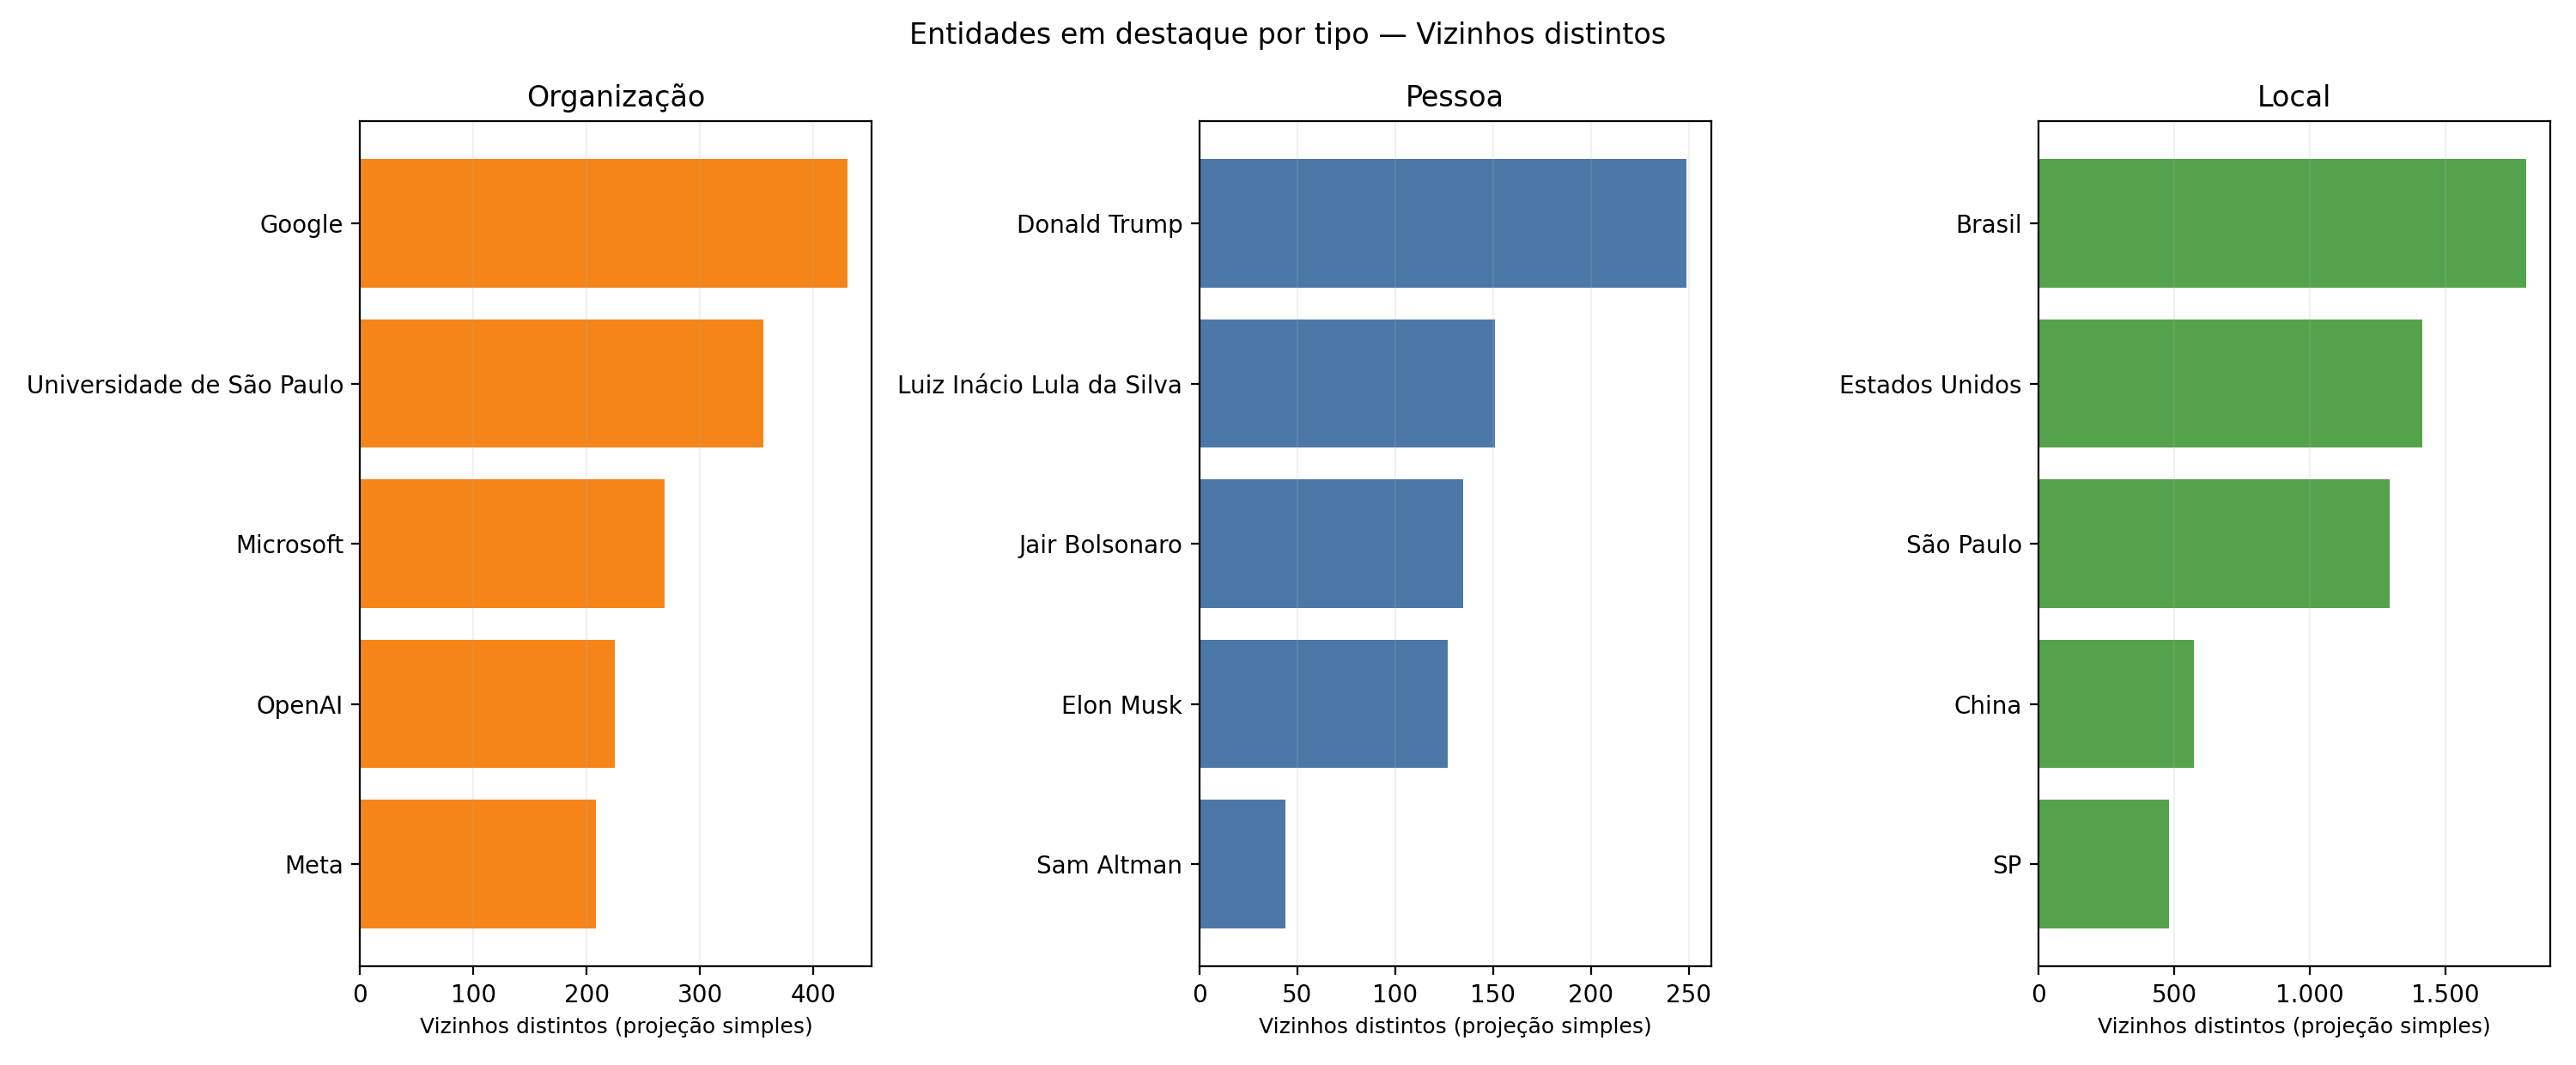 Entidades em destaque por tipo — Vizinhos distintos
Organização
Google
Universidade de São Paulo
Microsoft
OpenAI
Meta
0 100 200 300 400
Vizinhos distintos (projeção simples)
Pessoa
Donald Trump
Luiz Inácio Lula da Silva
Jair Bolsonaro
Elon Musk
Sam Altman
0 50 100 150 200 250
Vizinhos distintos (projeção simples)
Local
Brasil
Estados Unidos
São Paulo
China
SP
0 500 1.000 1.500
Vizinhos distintos (projeção simples)